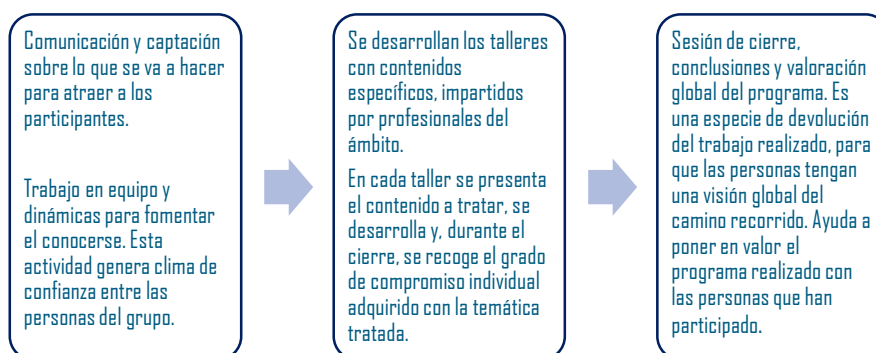 Comunicación y captación
sobre lo que se va a hacer
para atraer a los
participantes.
Trabajo en equipo y
dinámicas para fomentar
el conocerse. Esta
actividad genera clima de
confianza entre las
personas del grupo.
Se desarrollan los talleres
con contenidos
específicos, impartidos
por profesionales del
ámbito.
En cada taller se presenta
el contenido a tratar, se
desarrolla y, durante el
cierre, se recoge el grado
de compromiso individual
adquirido con la temática
tratada.
Sesión de cierre,
conclusiones y valoración
global del programa. Es
una especie de devolución
del trabajo realizado, para
que las personas tengan
una visión global del
camino recorrido. Ayuda a
poner en valor el
programa realizado con
las personas que han
participado.